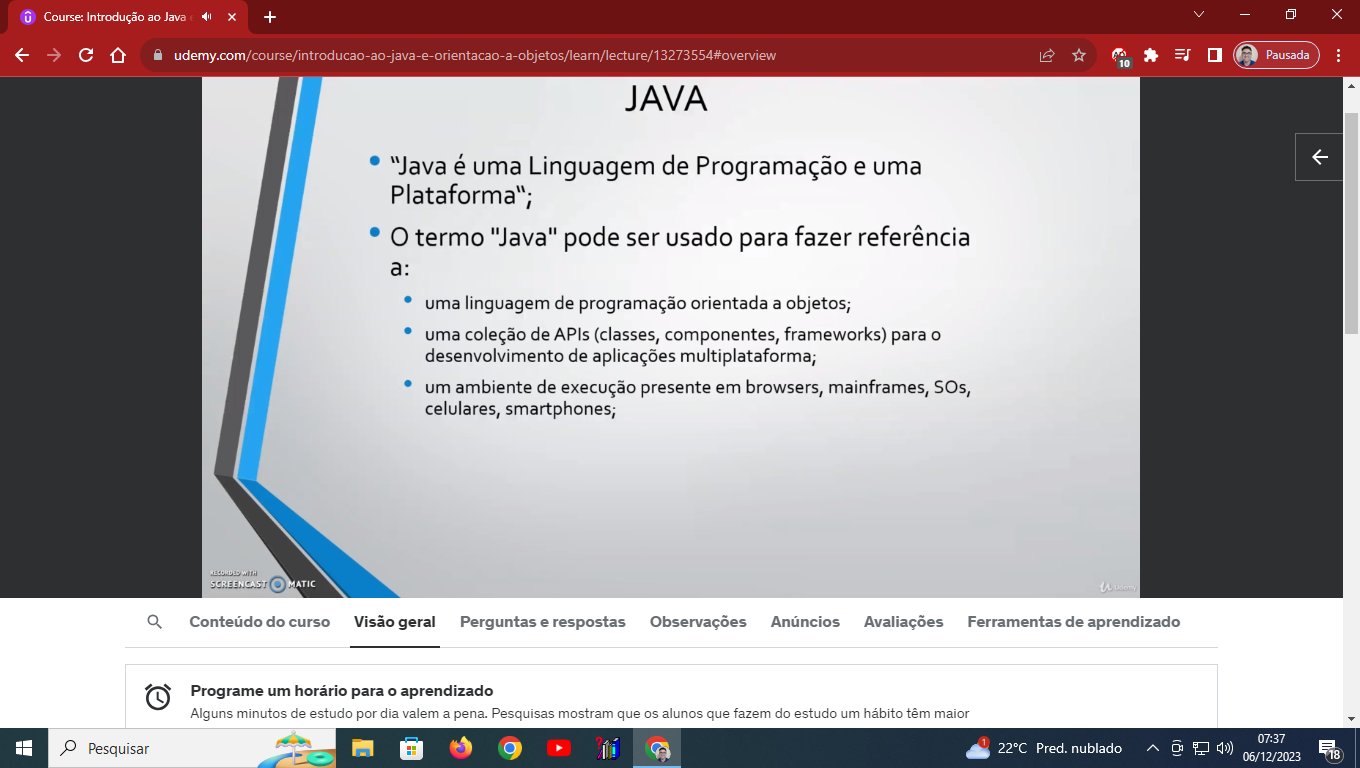 Course: Introdução ao Java e
udemy.com/course/introducao-ao-java-e-orientacao-a-objetos/learn/lecture/13273554#overview
10
Pausada
JAVA
“Java é uma Linguagem de Programação e uma
Plataforma“;
O termo "Java" pode ser usado para fazer referência
a:
uma linguagem de programação orientada a objetos;
uma coleção de APIs (classes, componentes, frameworks) para o
desenvolvimento de aplicações multiplataforma;
um ambiente de execução presente em browsers, mainframes, SOs,
celulares, smartphones;
RECORDED WITH
SCREENCAST MATIC
Udemy
Conteúdo do curso
Visão geral
Perguntas e respostas
Observações
Anúncios
Avaliações
Ferramentas de aprendizado
Programe um horário para o aprendizado
Alguns minutos de estudo por dia valem a pena. Pesquisas mostram que os alunos que fazem do estudo um hábito têm maior
Pesquisar
1
22°C Pred. nublado
07:37
06/12/2023
18